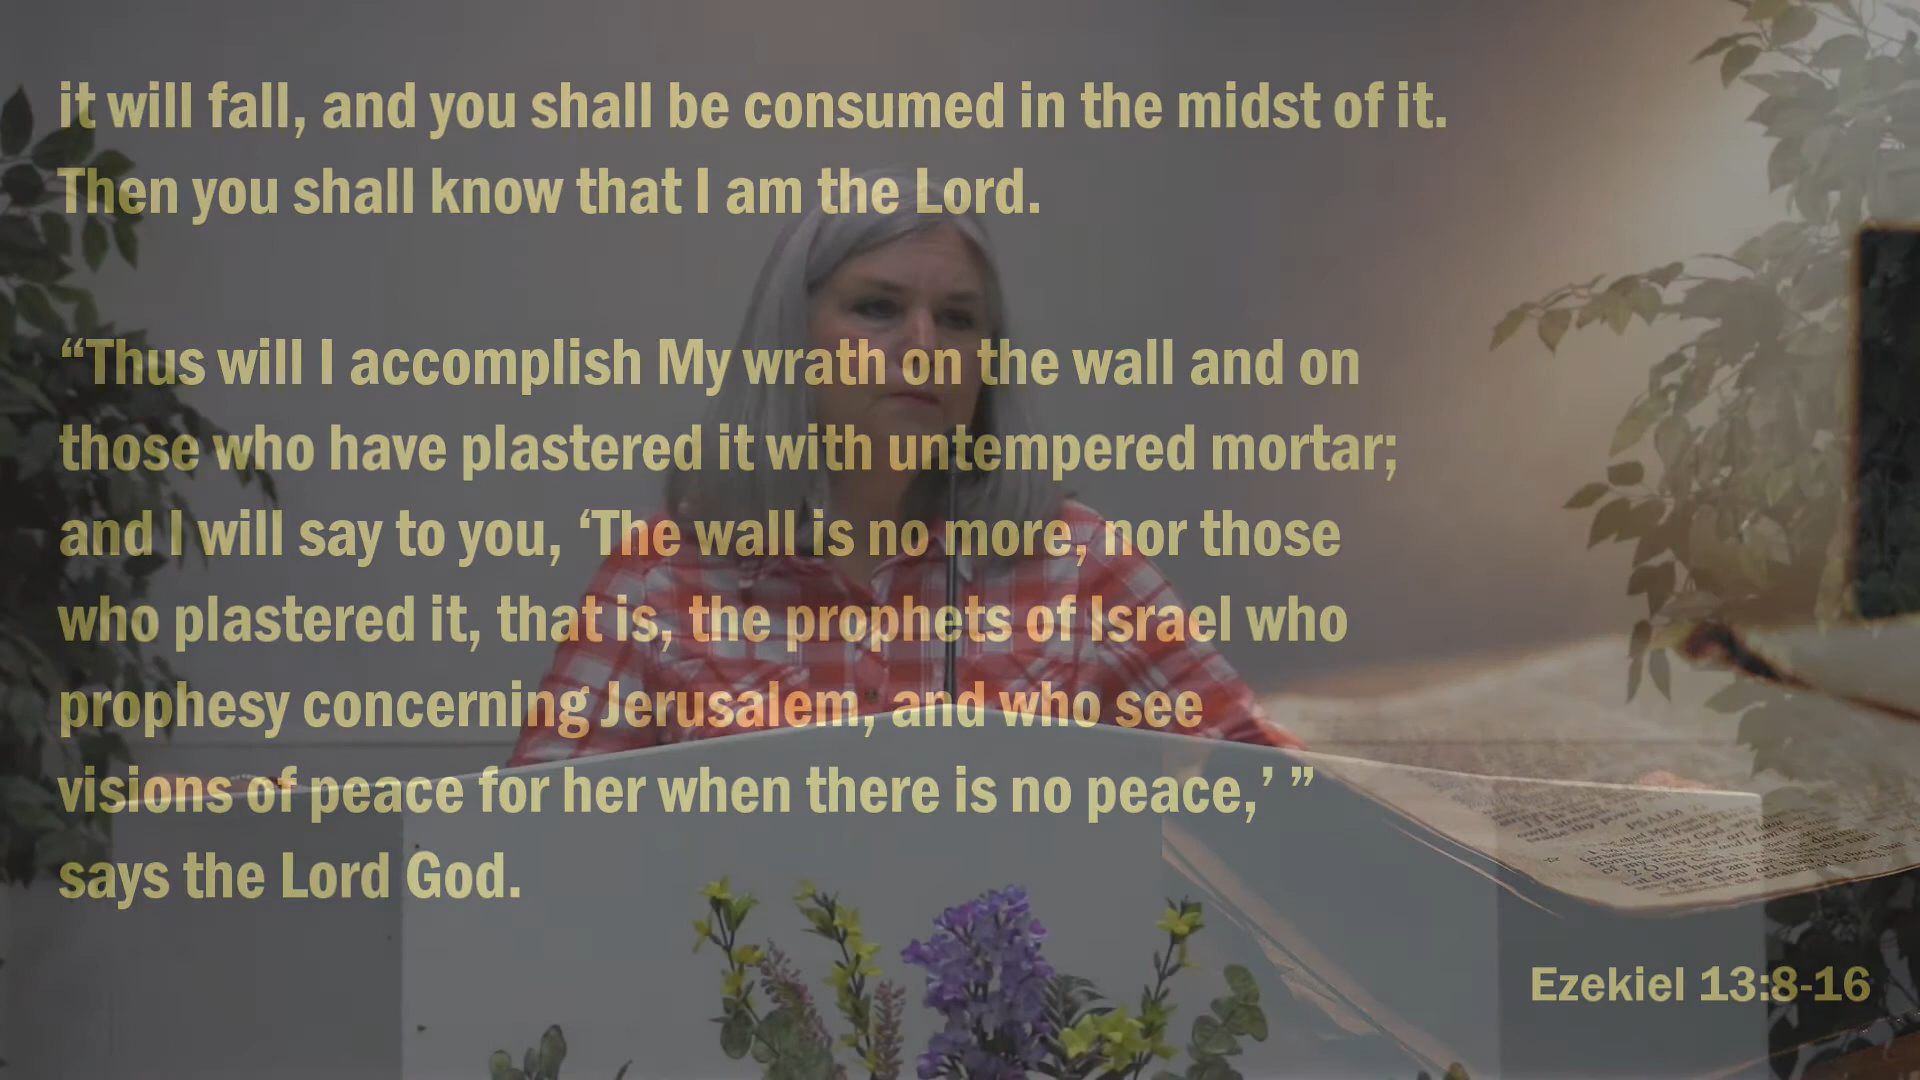 it will fall, and you shall be consumed in the midst of it.
Then you shall know that I am the Lord.
“Thus will I accomplish My wrath on the wall and on
those who have plastered it with untempered mortar;
and I will say to you, ‘The wall is no more, nor those
who plastered it, that is, the prophets of Israel who
prophesy concerning Jerusalem, and who see
visions of peace for her when there is no peace,’ ”
says the Lord God.
PSALM
Ezekiel 13:8-16